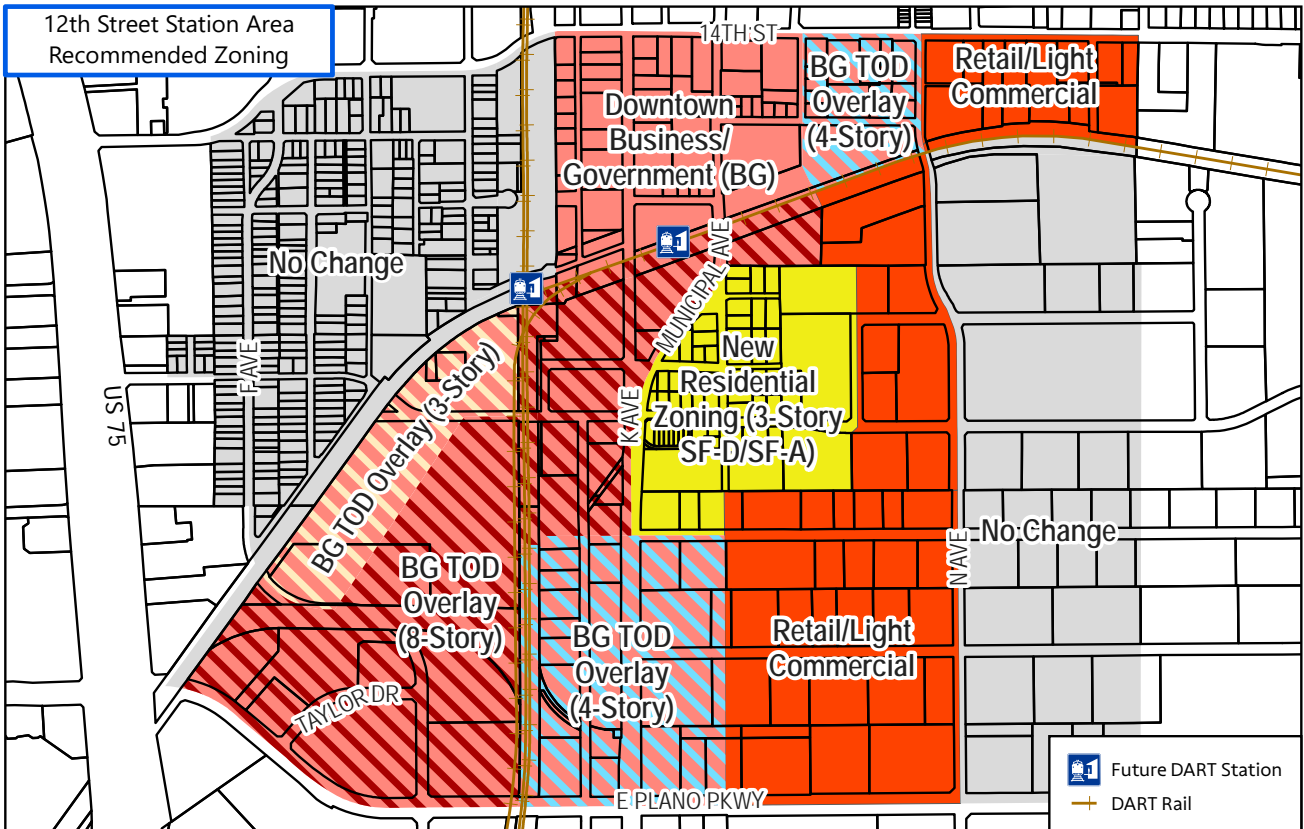 12th Street Station Area
Recommended Zoning
14TH ST
BG TOD
Overlay
(4-Story)
Retail/Light
Commercial
Downtown
Business/
Government (BG)
No Change
MUNICIPAL AVE
F AVE
US 75
K AVE
New
Residential
Zoning (3-Story
SF-D/SF-A)
BG TOD Overlay (3-Story)
No Change
N AVE
BG TOD
Overlay
(8-Story)
BG TOD
Overlay
(4-Story)
Retail/Light
Commercial
TAYLOR DR
E PLANO PKWY
Future DART Station
DART Rail